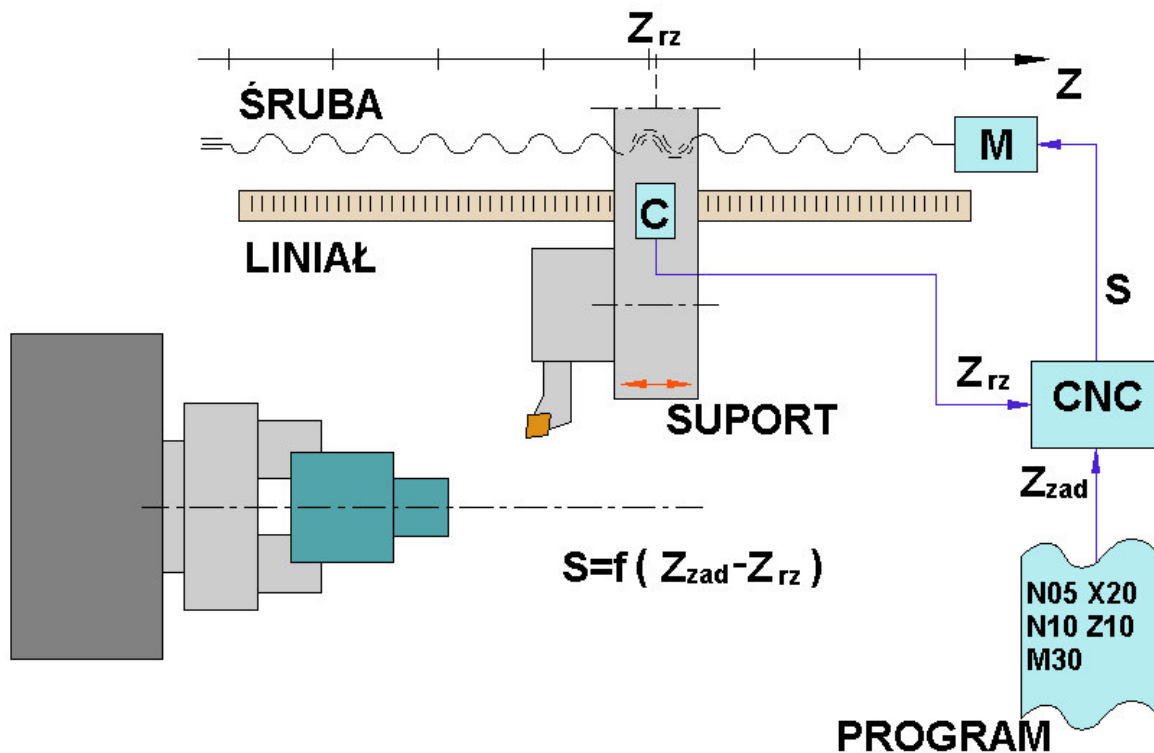 Zrz
Z
ŚRUBA
M
C
LINIAŁ
S
Zrz
CNC
SUPORT
Zzad
S=f ( Zzad-Zrz )
N05 X20
N10 Z10
M30
PROGRAM